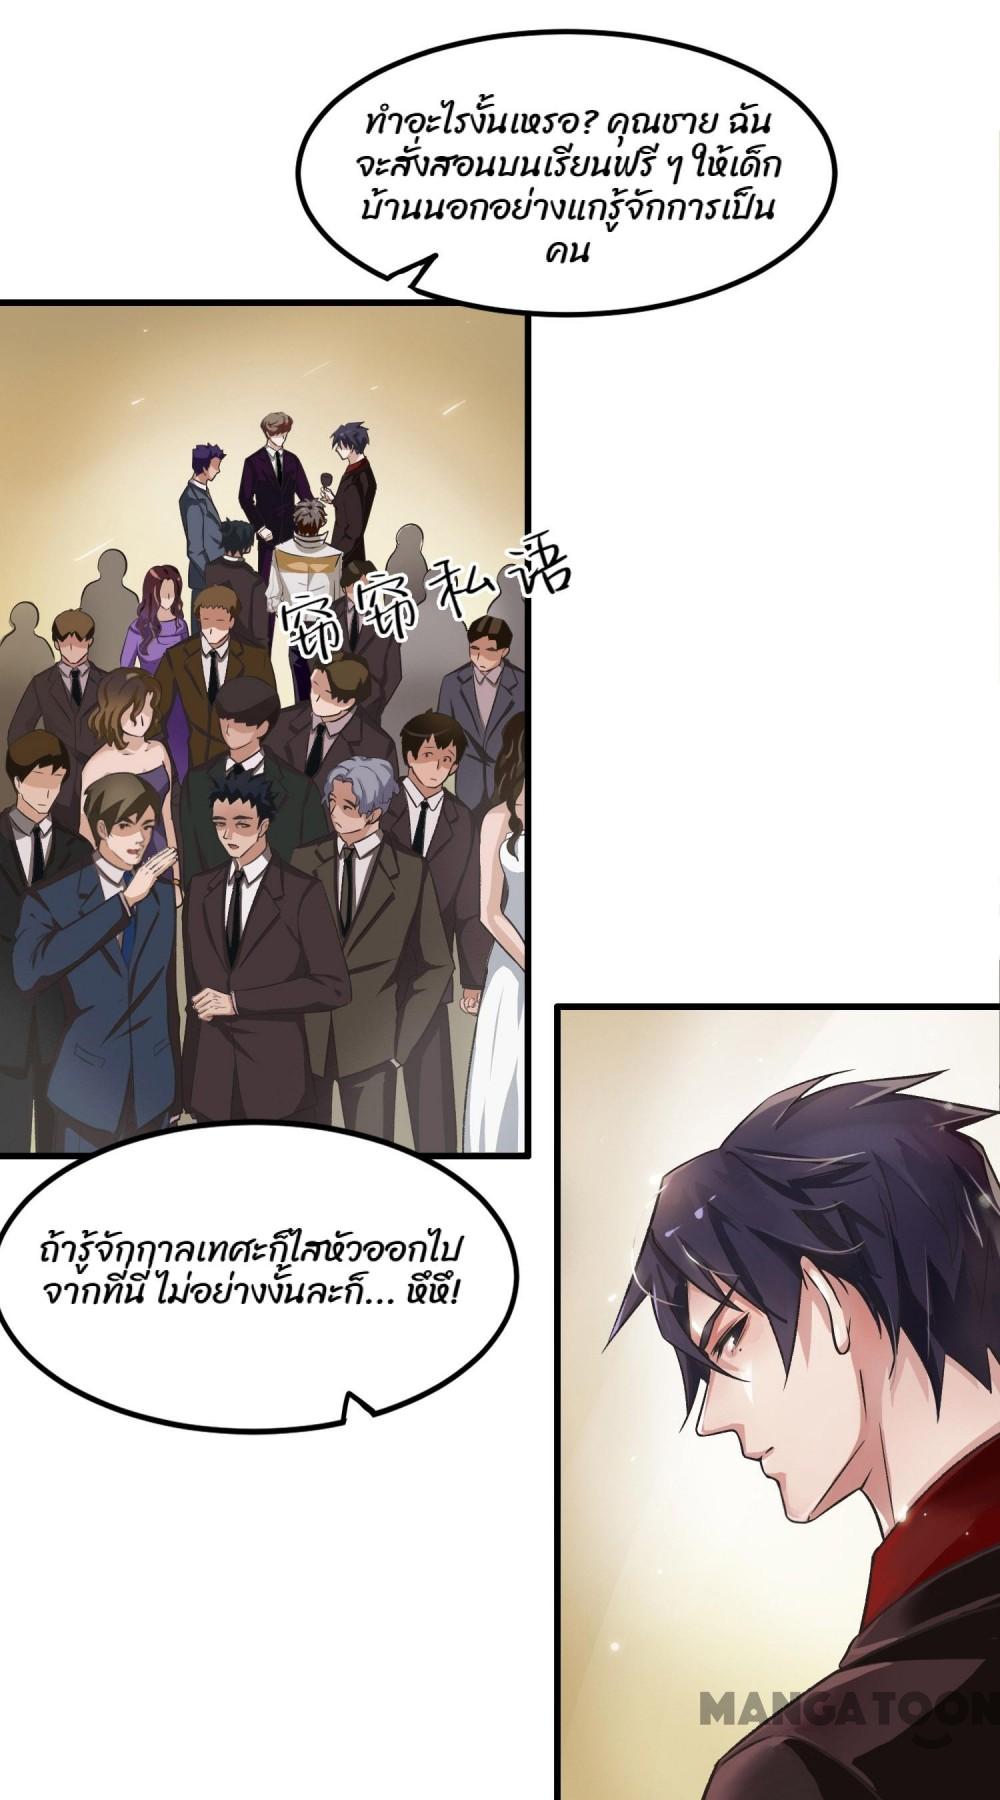 ทำอะไรงั้นเหรอ? คุณชาย ฉัน
จะสั่งสอนบนเรียนฟรี ๆ ให้เด็ก
บ้านนอกอย่างแกรู้จักการเป็น
คน
窃窃私语
ถ้ารู้จักกาลเทศะก็ไสหัวออกไป
จากที่นี่ ไม่อย่างงั้นละก็... หึหึ!
MANGATOON